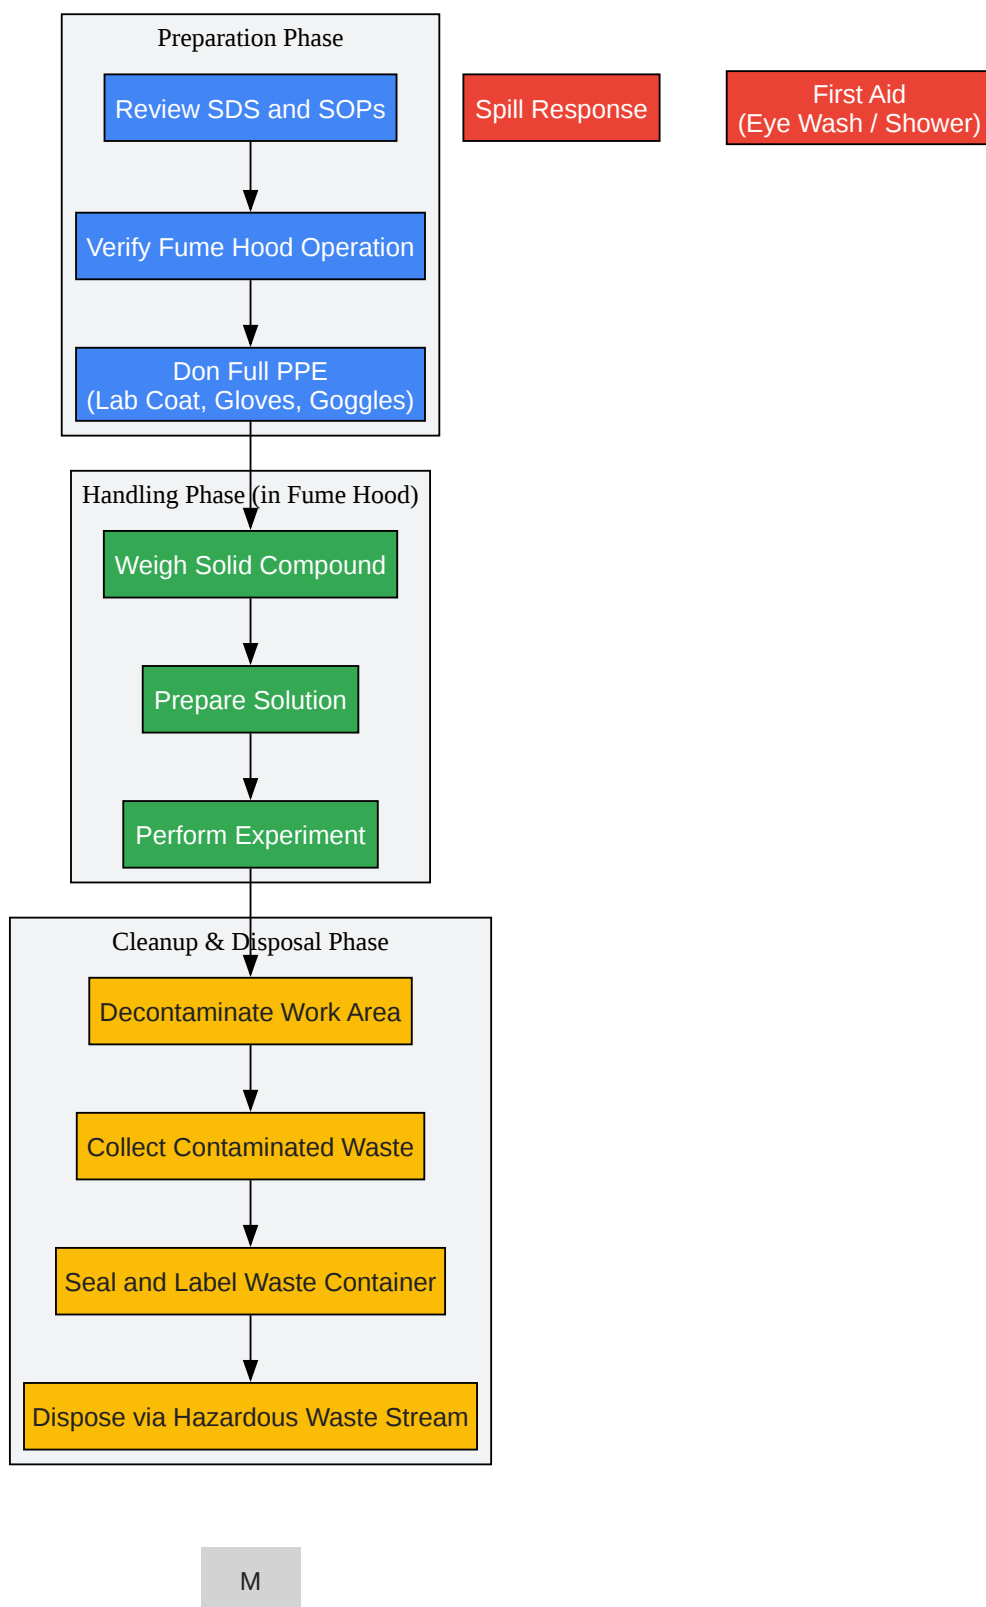 Preparation Phase
Review SDS and SOPs
Spill Response
First Aid
(Eye Wash / Shower)
Verify Fume Hood Operation
Don Full PPE
(Lab Coat, Gloves, Goggles)
Handling Phase (in Fume Hood)
Weigh Solid Compound
Prepare Solution
Perform Experiment
Cleanup & Disposal Phase
Decontaminate Work Area
Collect Contaminated Waste
Seal and Label Waste Container
Dispose via Hazardous Waste Stream
M